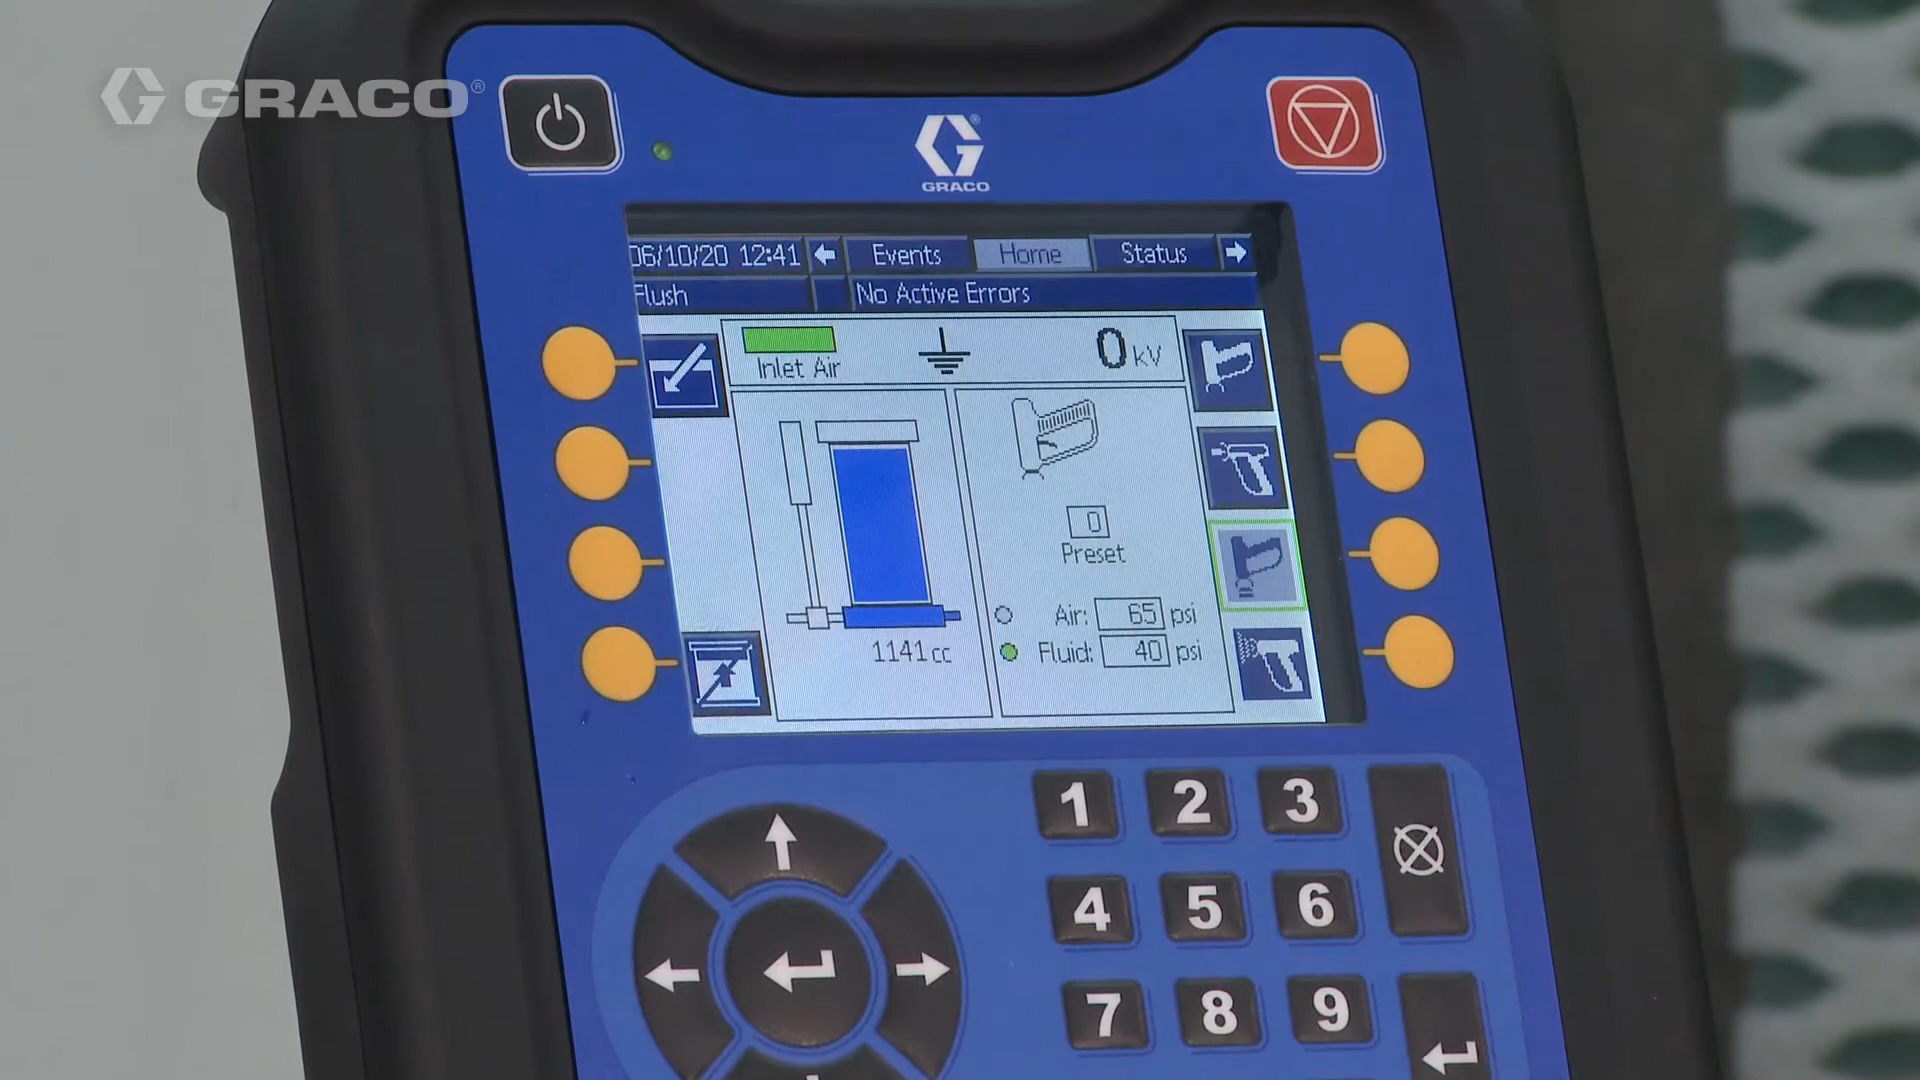 GRACO®
GRACO
06/10/20 12:41 Events Home Status
Flush No Active Errors
Inlet Air 0 kV
0
Preset
Air: 65 psi
Fluid: 40 psi
1141 cc
1 2 3
4 5 6
7 8 9